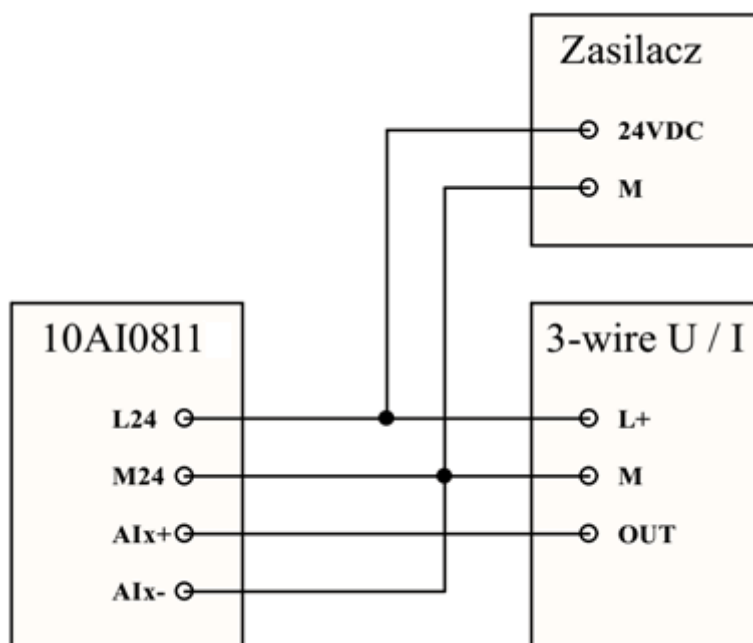 Zasilacz
24VDC
M
10AI0811
L24
M24
AIx+
AIx-
3-wire U / I
L+
M
OUT